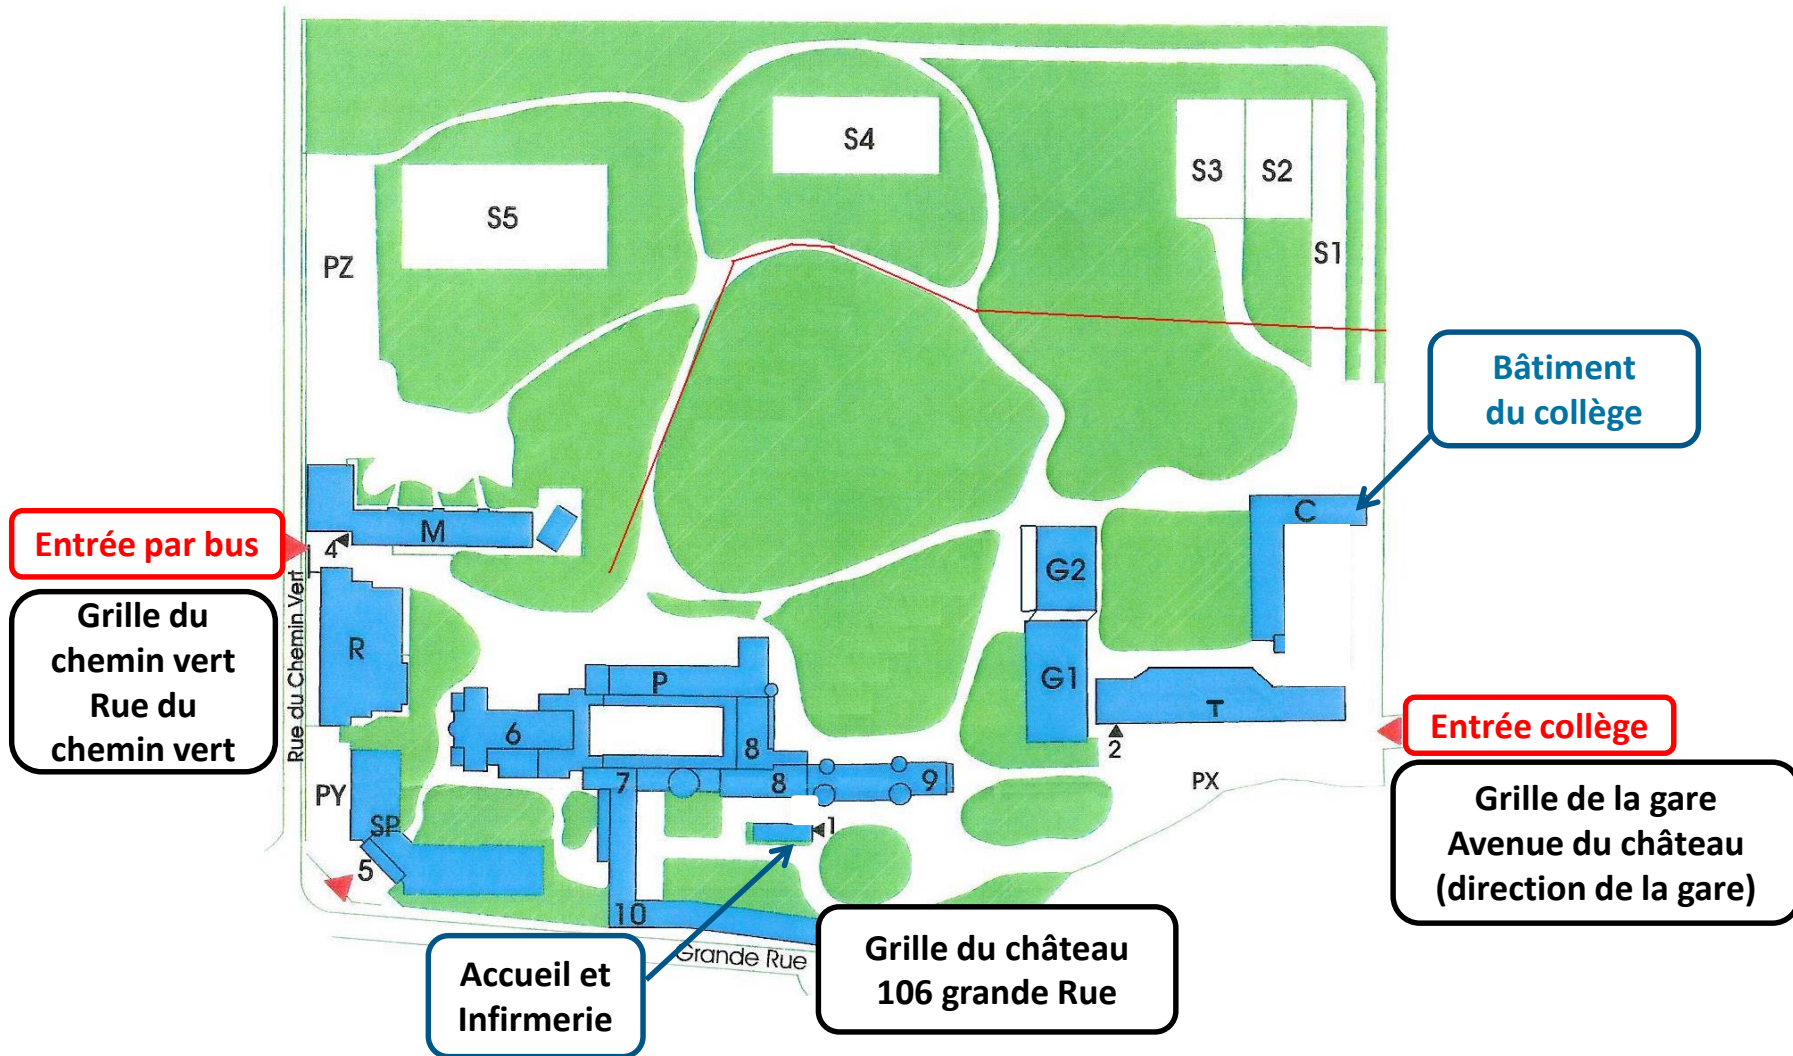 S4
S3
S2
S5
S1
PZ
Bâtiment
du collège
C
M
Entrée par bus
4
G2
Grille du
chemin vert
Rue du
chemin vert
Rue du Chemin Vert
R
P
G1
T
6
8
Entrée collège
2
7
8
9
PX
PY
Grille de la gare
Avenue du château
(direction de la gare)
SP
1
5
10
Grande Rue
Grille du château
106 grande Rue
Accueil et
Infirmerie